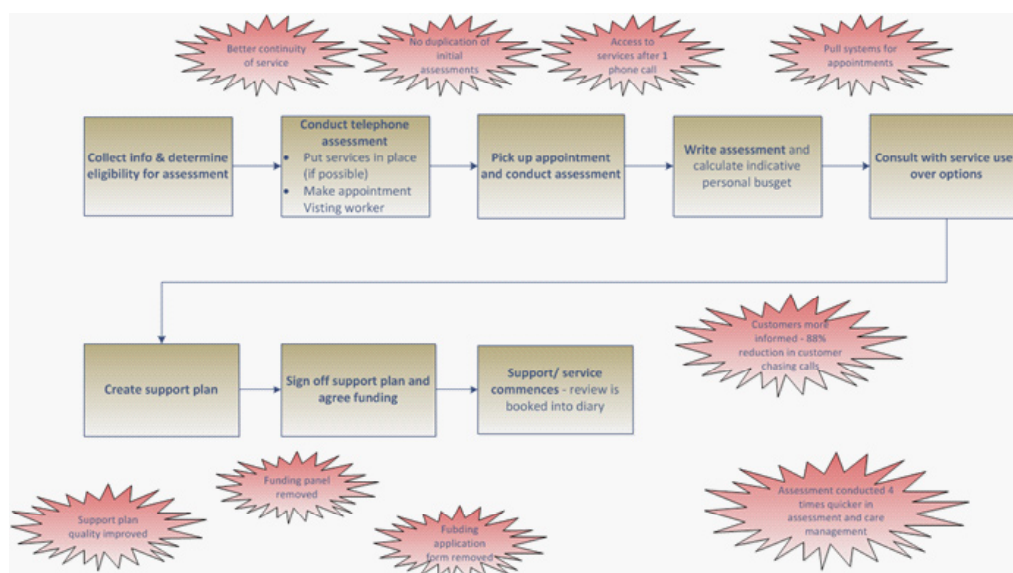 Better continuity
of service
No duplication of
initial
assessments
Access to
services after 1
phone call
Pull systems for
appointments
Collect info & determine
eligibility for assessment
Conduct telephone
assessment
• Put services in place
(if possible)
• Make appointment
Visting worker
Pick up appointment
and conduct assessment
Write assessment and
calculate indicative
personal busget
Consult with service use
over options
Customers more
informed - 88%
reduction in customer
chasing calls
Create support plan
Sign off support plan and
agree funding
Support/ service
commences - review is
booked into diary
Funding panel
removed
Support plan
quality improved
Fubding
application
form removed
Assessment conducted 4
times quicker in
assessment and care
management